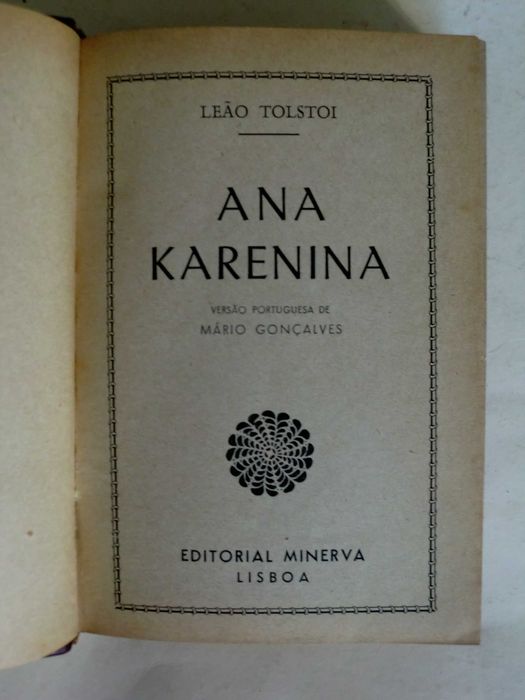 LEÃO TOLSTOI
ANA
KARENINA
VERSÃO PORTUGUESA DE
MÁRIO GONÇALVES
EDITORIAL MINERVA
LISBOA